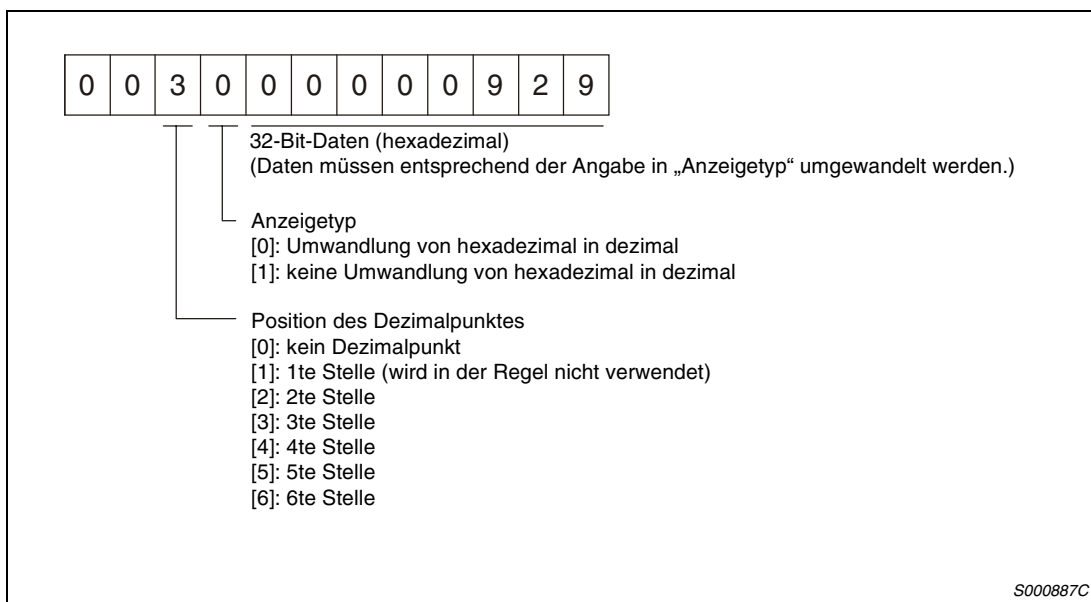 0 0 3 0 0 0 0 0 0 9 2 9
32-Bit-Daten (hexadezimal)
(Daten müssen entsprechend der Angabe in „Anzeigetyp“ umgewandelt werden.)
Anzeigetyp
[0]: Umwandlung von hexadezimal in dezimal
[1]: keine Umwandlung von hexadezimal in dezimal
Position des Dezimalpunktes
[0]: kein Dezimalpunkt
[1]: 1te Stelle (wird in der Regel nicht verwendet)
[2]: 2te Stelle
[3]: 3te Stelle
[4]: 4te Stelle
[5]: 5te Stelle
[6]: 6te Stelle
S000887C